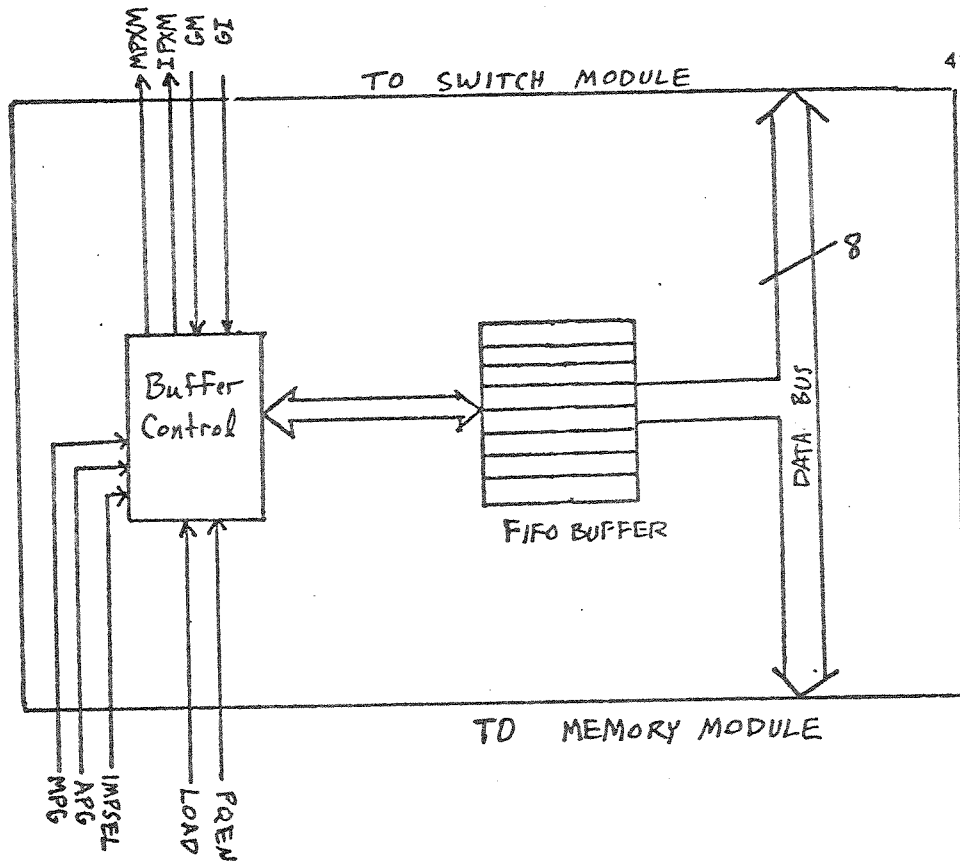 MPXM
IPXM
GM
GI
4
TO SWITCH MODULE
8
Buffer
Control
DATA BUS
FIFO BUFFER
TO MEMORY MODULE
MPG
APG
IMPSEL
LOAD
PQEN